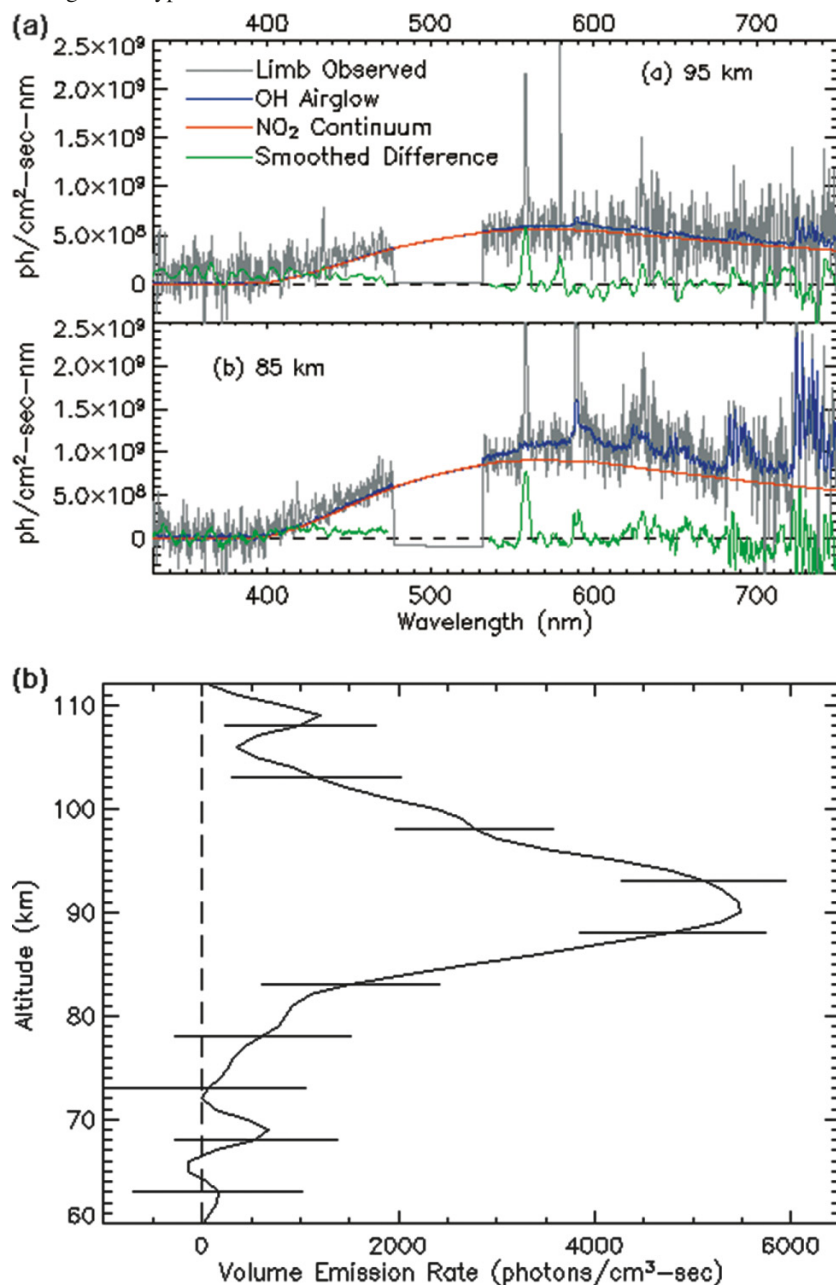 (a)
400 500 600 700
2.5×10⁹
2.0×10⁹
1.5×10⁹
1.0×10⁹
5.0×10⁸
0
ph/cm²-sec-nm
Limb Observed
OH Airglow
NO₂ Continuum
Smoothed Difference
(a) 95 km
2.5×10⁹
2.0×10⁹
1.5×10⁹
1.0×10⁹
5.0×10⁸
0
ph/cm²-sec-nm
(b) 85 km
400 500 600 700
Wavelength (nm)
(b)
110
100
90
80
70
60
Altitude (km)
0 2000 4000 6000
Volume Emission Rate (photons/cm³-sec)